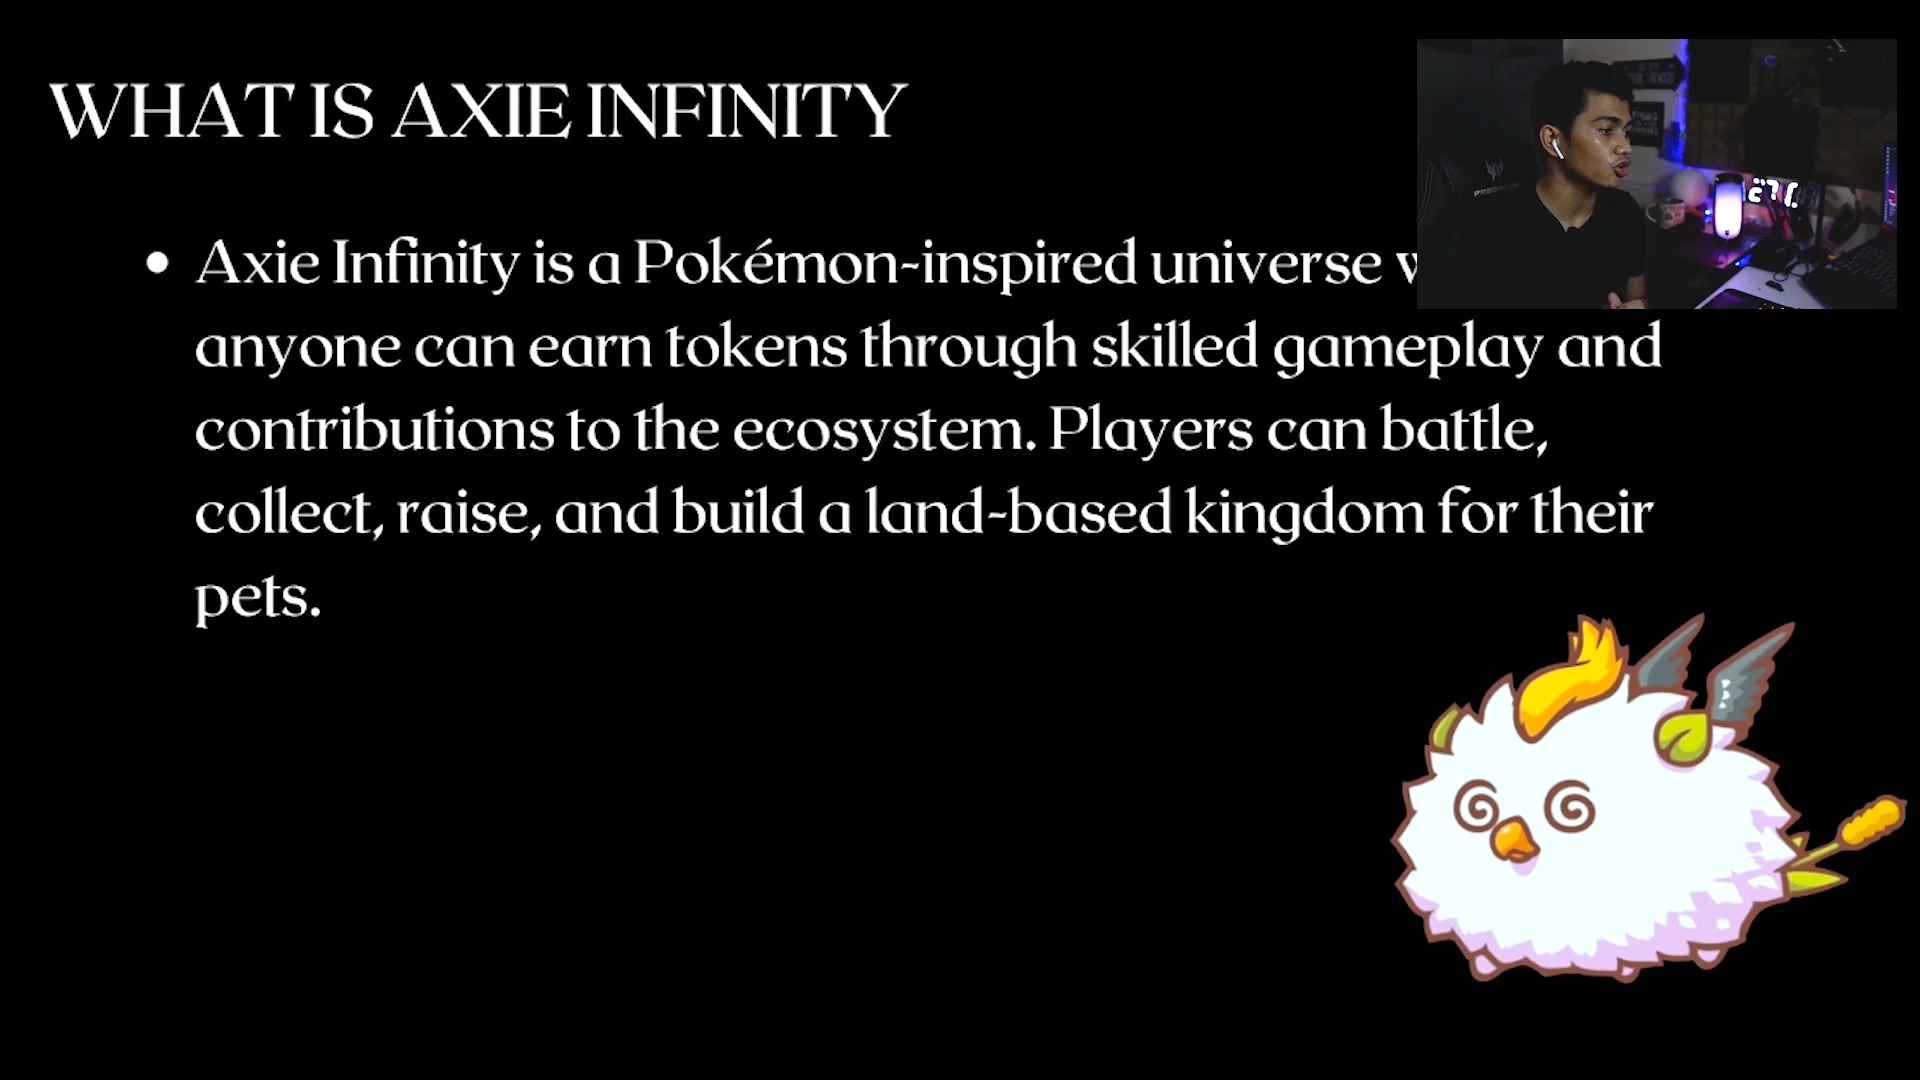 WHAT IS AXIE INFINITY
• Axie Infinity is a Pokémon-inspired universe
anyone can earn tokens through skilled gameplay and
contributions to the ecosystem. Players can battle,
collect, raise, and build a land-based kingdom for their
pets.